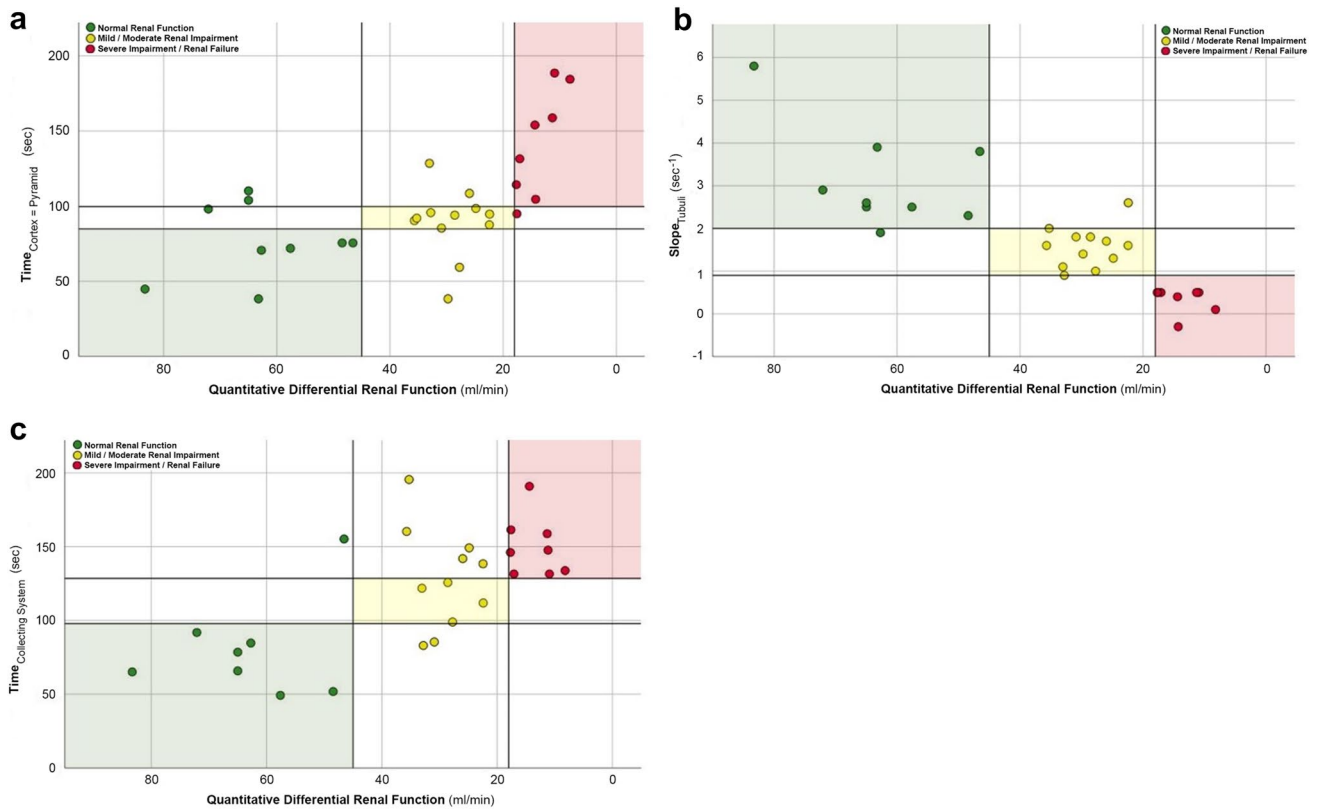 a
Normal Renal Function
Mild / Moderate Renal Impairment
Severe Impairment / Renal Failure
200
150
100
50
0
80
60
40
20
0
Time Cortex = Pyramid (sec)
Quantitative Differential Renal Function (ml/min)
b
Normal Renal Function
Mild / Moderate Renal Impairment
Severe Impairment / Renal Failure
6
5
4
3
2
1
0
-1
80
60
40
20
0
Slope Tubuli (sec⁻¹)
Quantitative Differential Renal Function (ml/min)
c
Normal Renal Function
Mild / Moderate Renal Impairment
Severe Impairment / Renal Failure
200
150
100
50
0
80
60
40
20
0
Time Collecting System (sec)
Quantitative Differential Renal Function (ml/min)